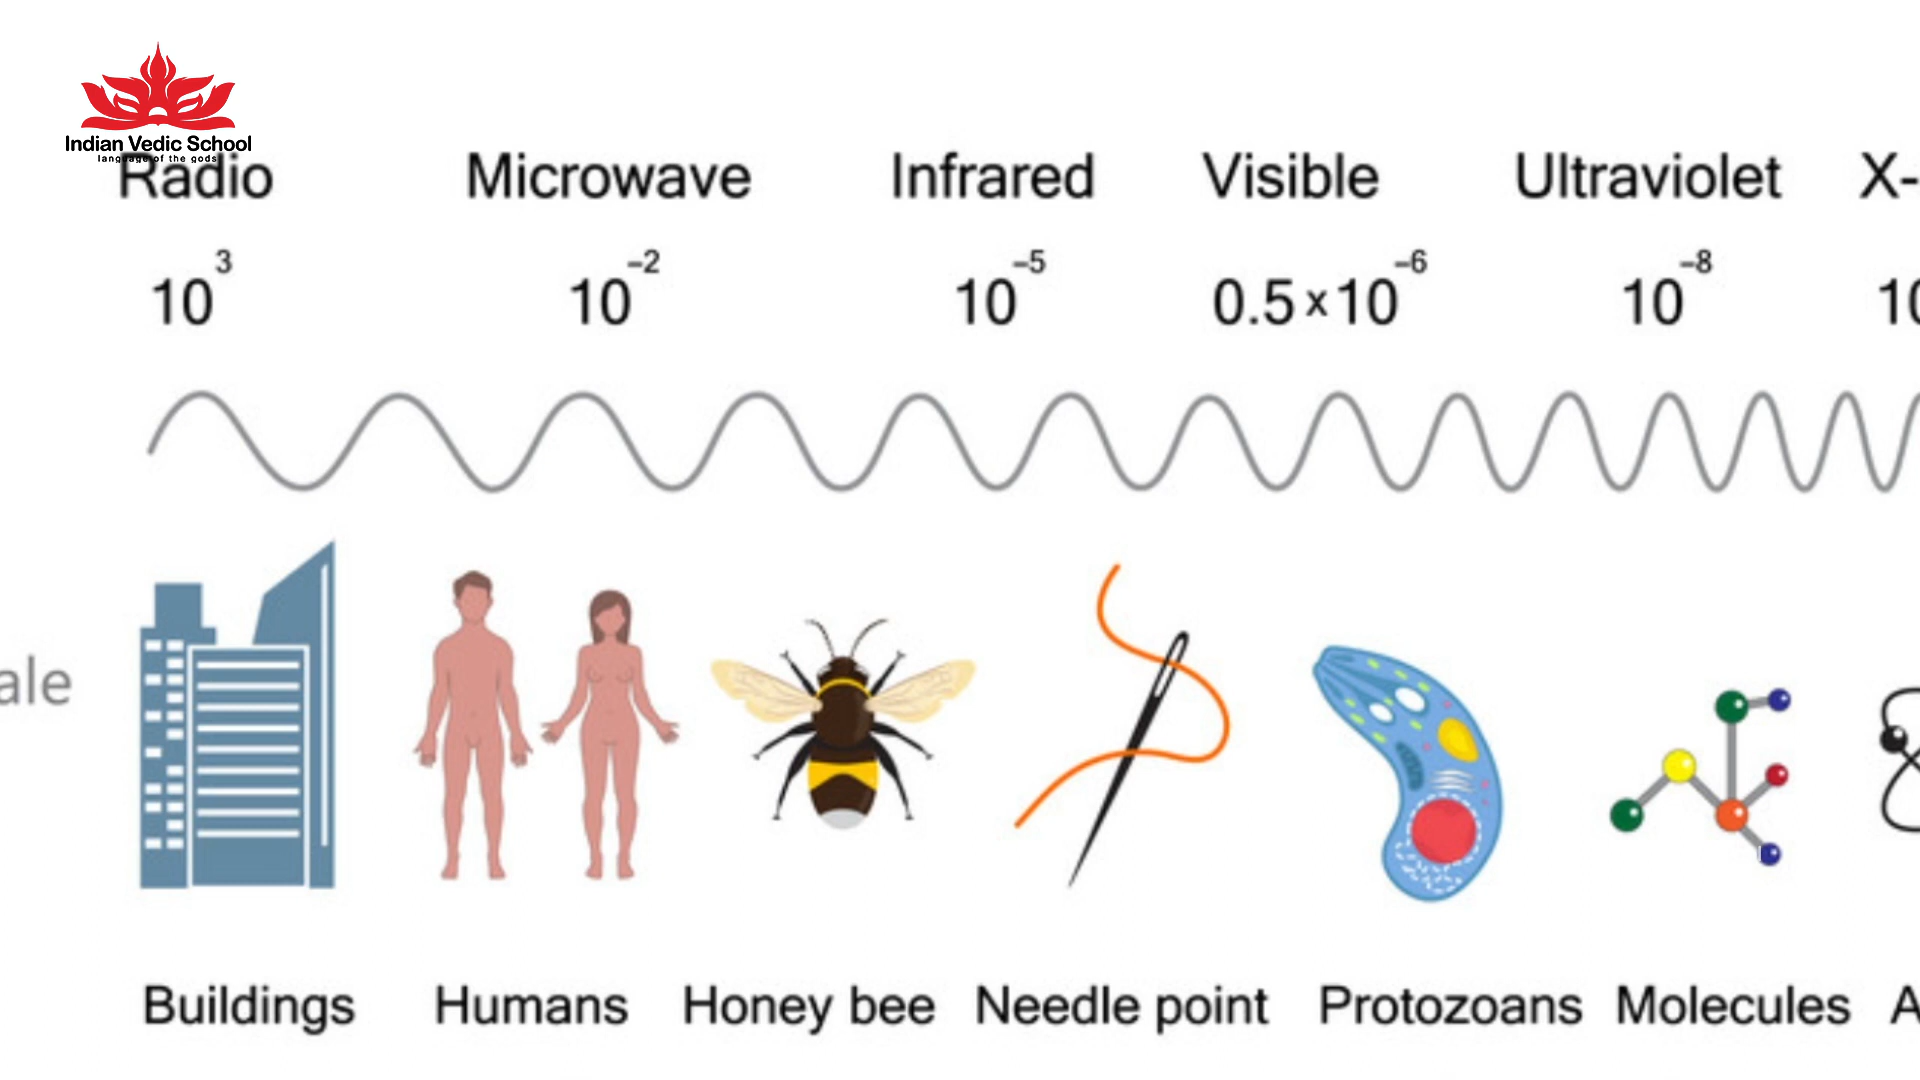 Indian Vedic School
language of the gods
Radio Microwave Infrared Visible Ultraviolet X-
10³ 10⁻² 10⁻⁵ 0.5×10⁻⁶ 10⁻⁸ 10
ale
Buildings Humans Honey bee Needle point Protozoans Molecules A